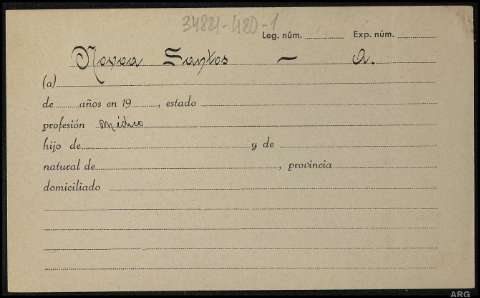 34881-480-1
Leg. núm. Exp. núm.
Novoa Santos — A.
(a)
de años en 19 , estado
profesión médico
hijo de y de
natural de , provincia
domiciliado
ARG